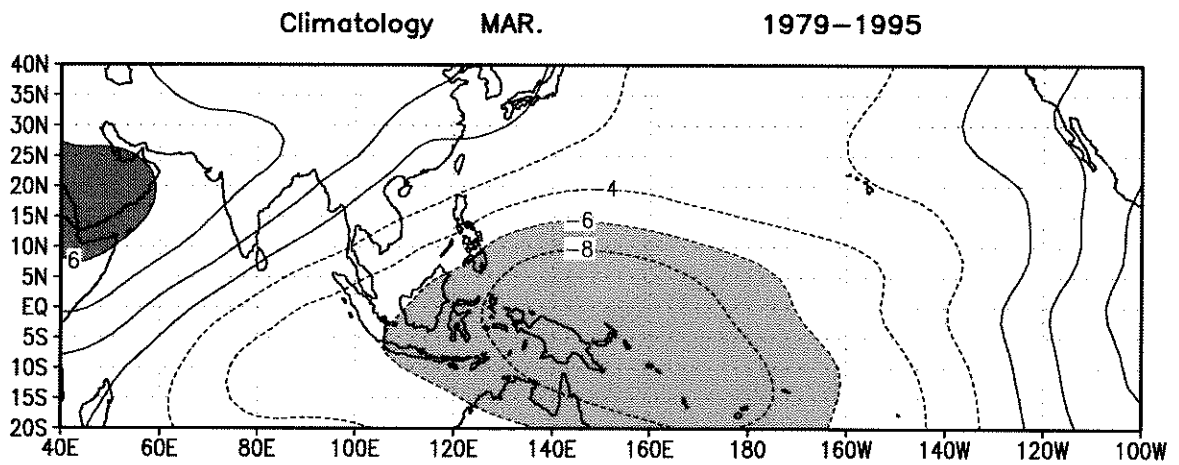 Climatology MAR. 1979-1995
40N
35N
30N
25N
20N
15N
10N
5N
EQ
5S
10S
15S
20S
6
4
-6
-8
40E 60E 80E 100E 120E 140E 160E 180 160W 140W 120W 100W